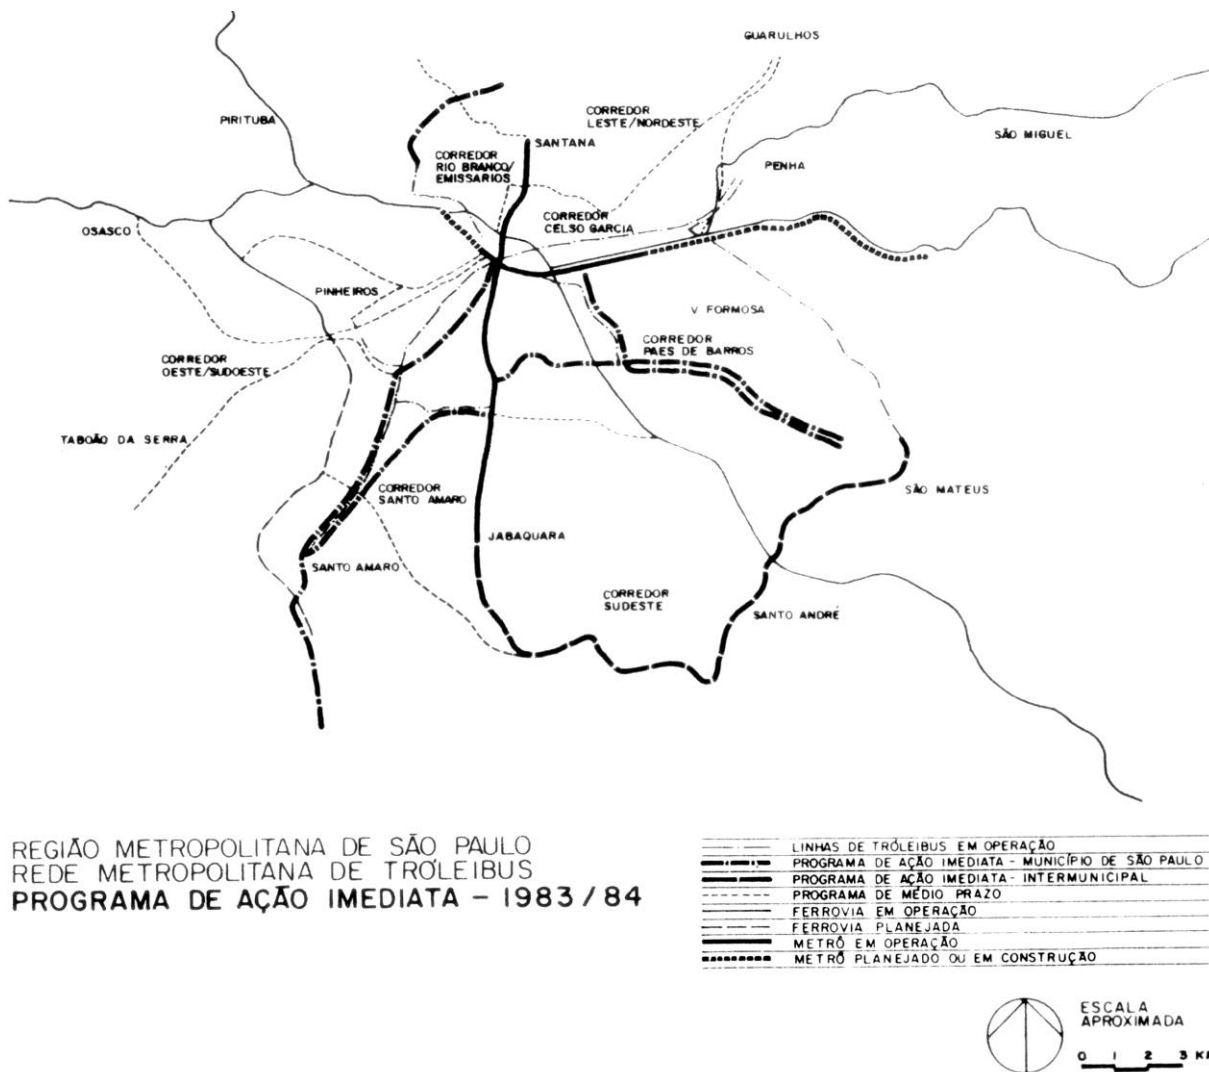 GUARULHOS
PIRITUBA
CORREDOR
LESTE/NORDESTE
SÃO MIGUEL
SANTANA
CORREDOR
RIO BRANCO/
EMISSARIOS
PENHA
OSASCO
CORREDOR
CELSO GARCIA
PINHEIROS
V FORMOSA
CORREDOR
PAES DE BARROS
CORREDOR
OESTE/SUDOESTE
TABOÃO DA SERRA
CORREDOR
SANTO AMARO
SÃO MATEUS
JABAQUARA
SANTO AMARO
CORREDOR
SUDESTE
SANTO ANDRÉ
REGIÃO METROPOLITANA DE SÃO PAULO
REDE METROPOLITANA DE TRÓLEIBUS
PROGRAMA DE AÇÃO IMEDIATA - 1983/84
LINHAS DE TRÓLEIBUS EM OPERAÇÃO
PROGRAMA DE AÇÃO IMEDIATA - MUNICÍPIO DE SÃO PAULO
PROGRAMA DE AÇÃO IMEDIATA - INTERMUNICIPAL
PROGRAMA DE MÉDIO PRAZO
FERROVIA EM OPERAÇÃO
FERROVIA PLANEJADA
METRÔ EM OPERAÇÃO
METRÔ PLANEJADO OU EM CONSTRUÇÃO
ESCALA
APROXIMADA
0 1 2 3 KM